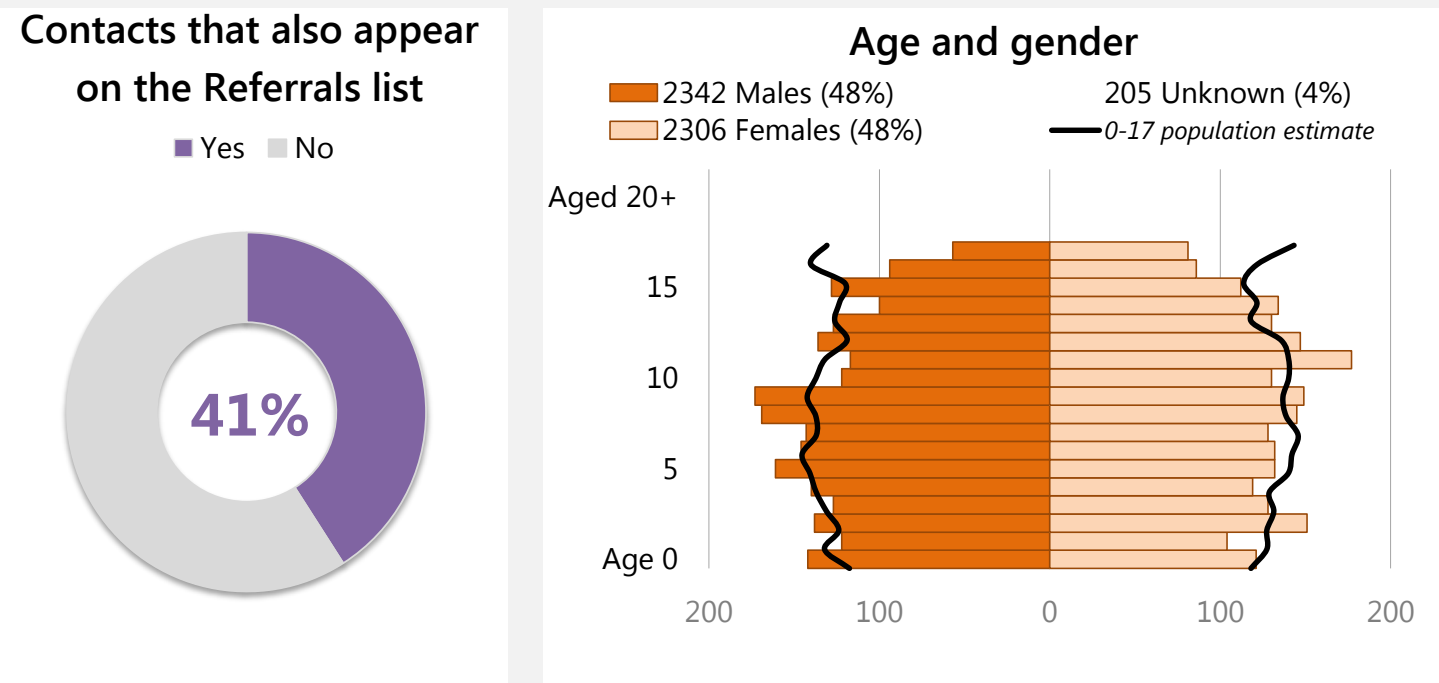 Contacts that also appear
on the Referrals list
Yes No
41%
Age and gender
2342 Males (48%) 205 Unknown (4%)
2306 Females (48%) 0-17 population estimate
Aged 20+
15
10
5
Age 0
200 100 0 100 200